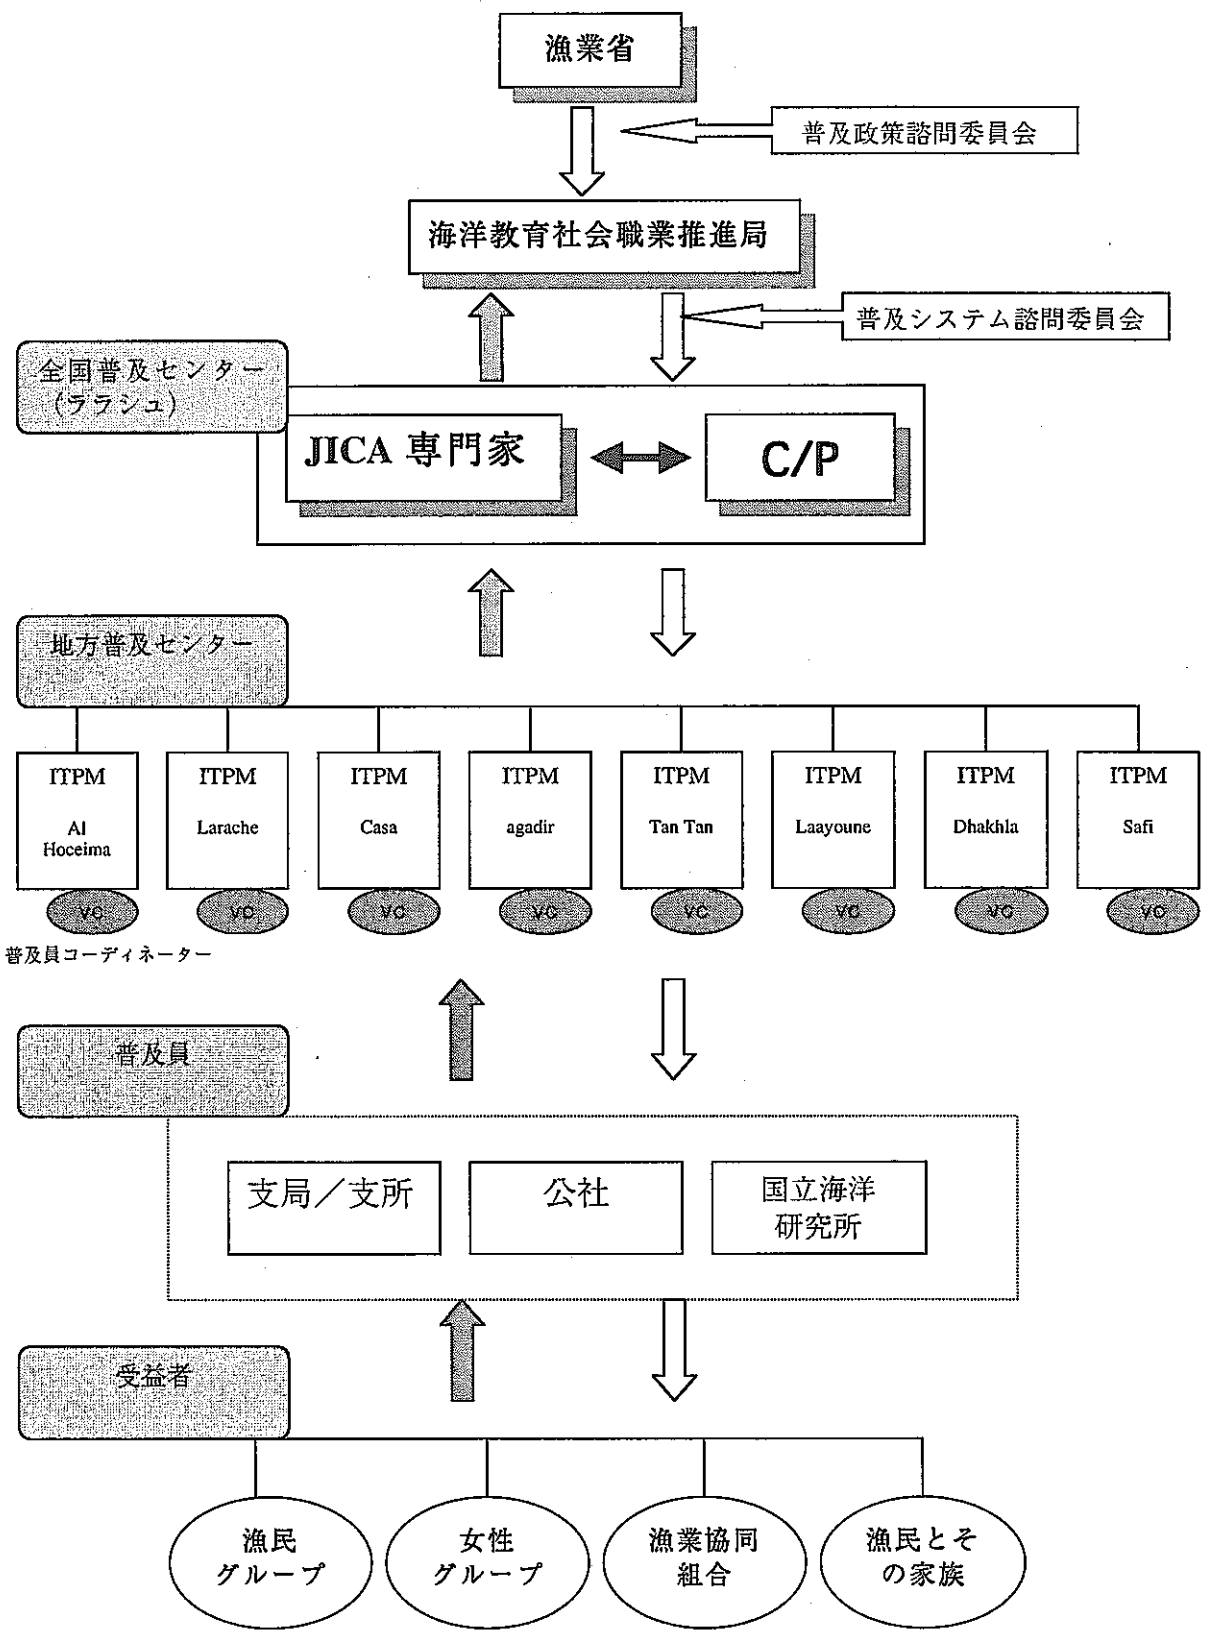 漁業省
普及政策諮問委員会
海洋教育社会職業推進局
普及システム諮問委員会
全国普及センター
(ララシュ)
JICA 専門家
C/P
地方普及センター
ITPM
Al
Hoceima
VC
ITPM
Larache
VC
ITPM
Casa
VC
ITPM
agadir
VC
ITPM
Tan Tan
VC
ITPM
Laayoune
VC
ITPM
Dhakhla
VC
ITPM
Safi
VC
普及員コーディネーター
普及員
支局／支所
公社
国立海洋
研究所
受益者
漁民
グループ
女性
グループ
漁業協同
組合
漁民とそ
の家族